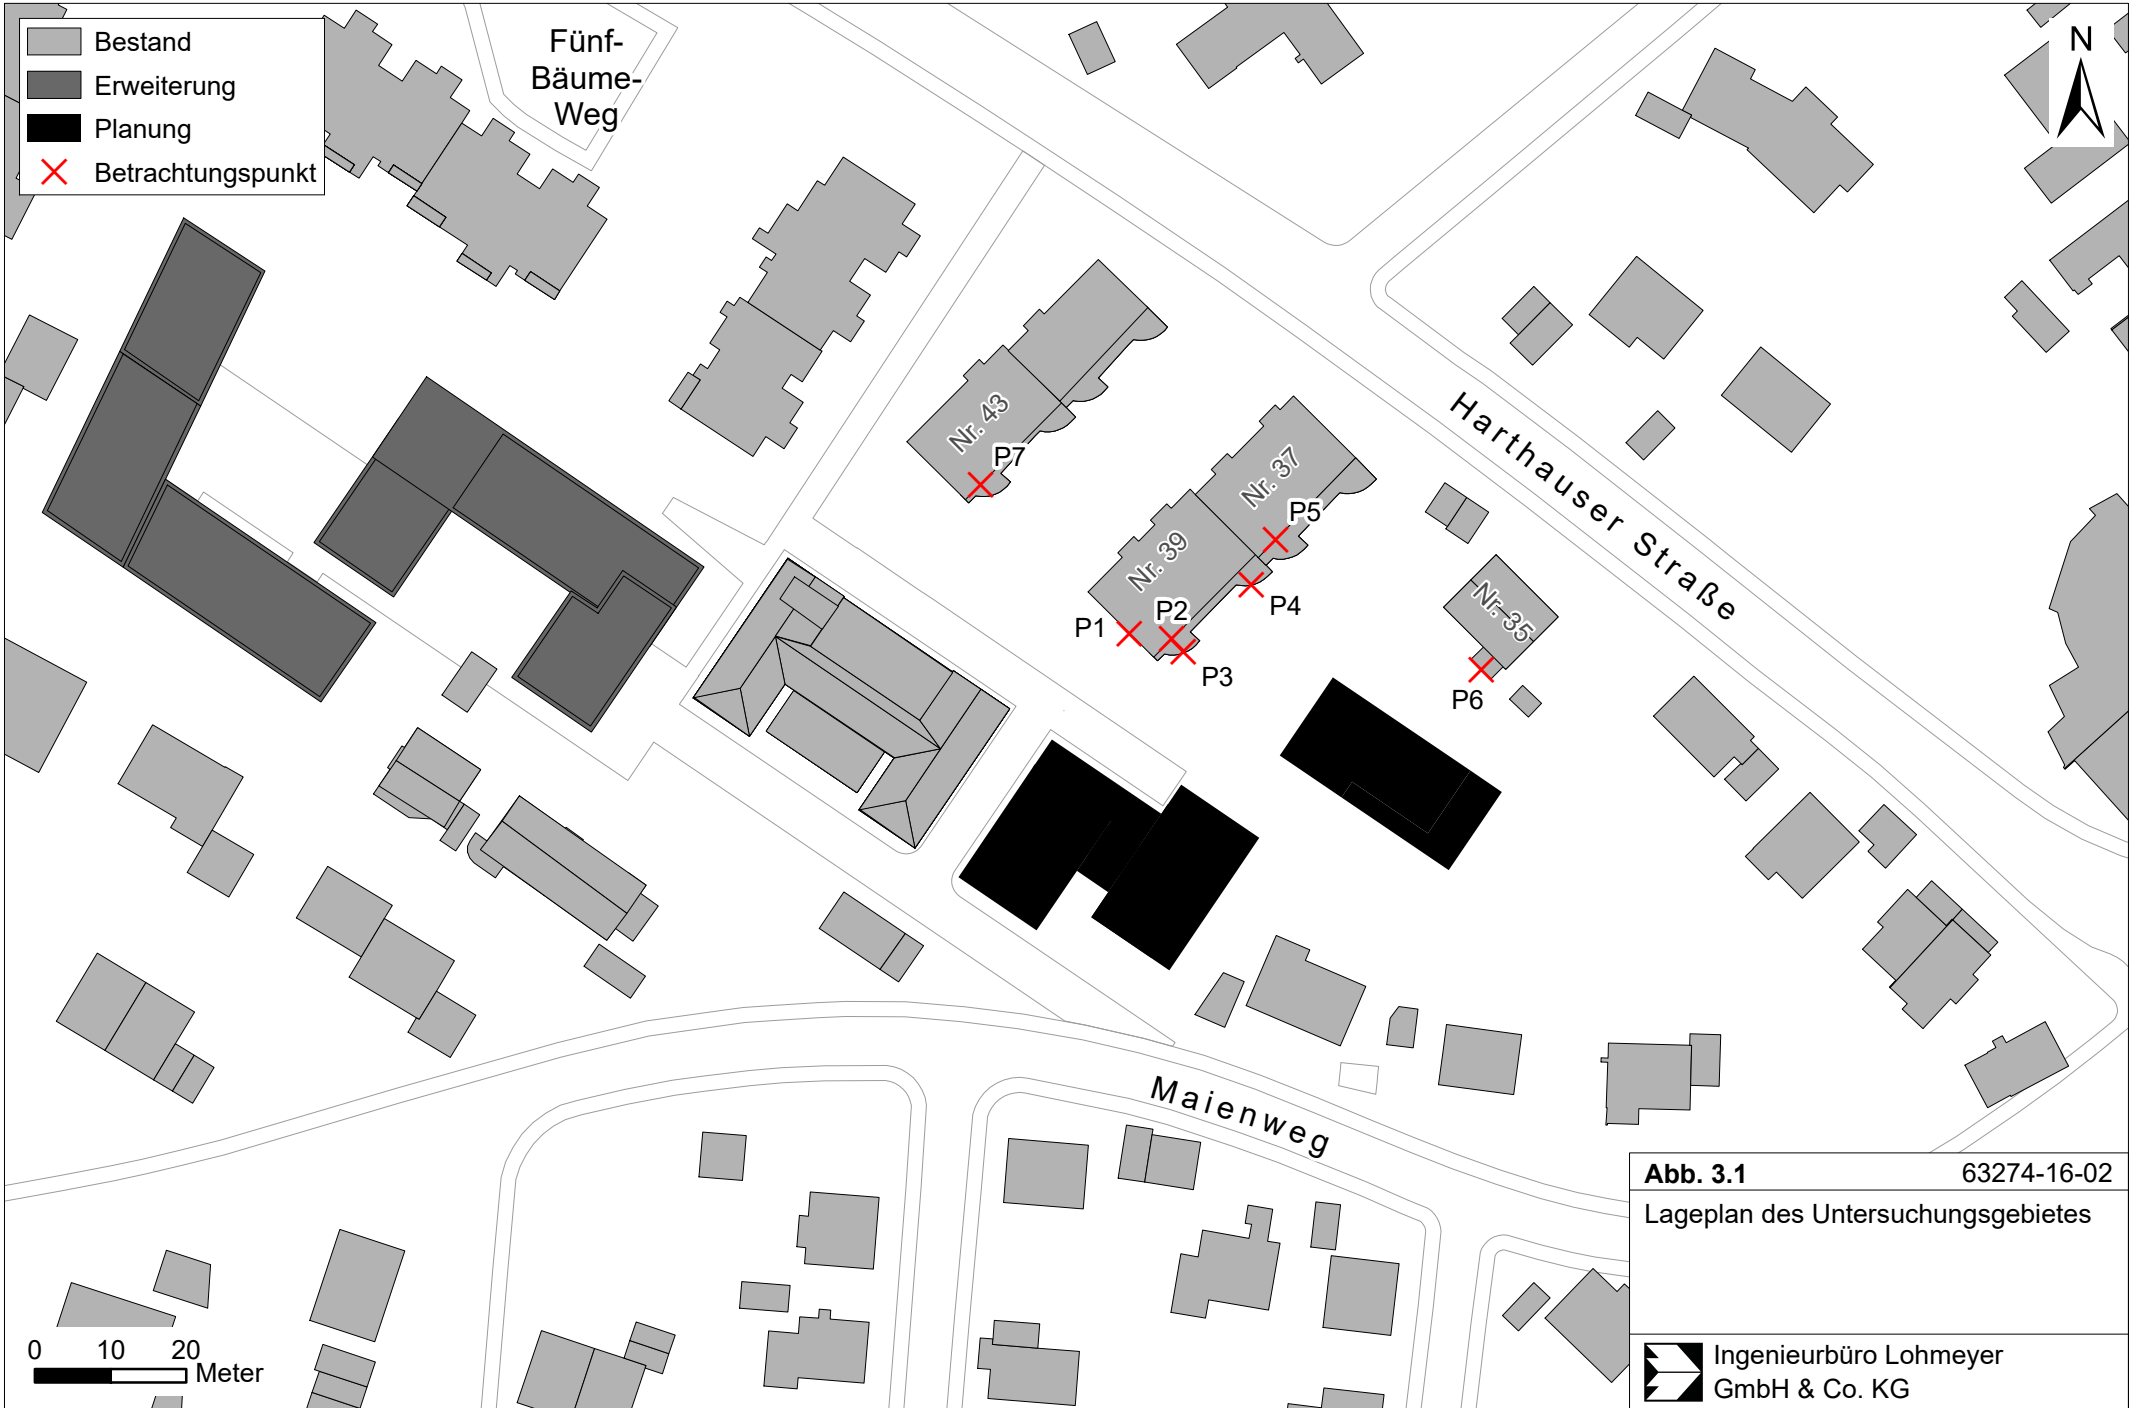 Bestand
Erweiterung
Planung
Betrachtungspunkt
Fünf-
Bäume-
Weg
N
Harthauser Straße
Nr. 43
P7
Nr. 37
P5
Nr. 39
P4
P2
P1
P3
Nr. 35
P6
Maienweg
0 10 20
Meter
Abb. 3.1 63274-16-02
Lageplan des Untersuchungsgebietes
Ingenieurbüro Lohmeyer
GmbH & Co. KG